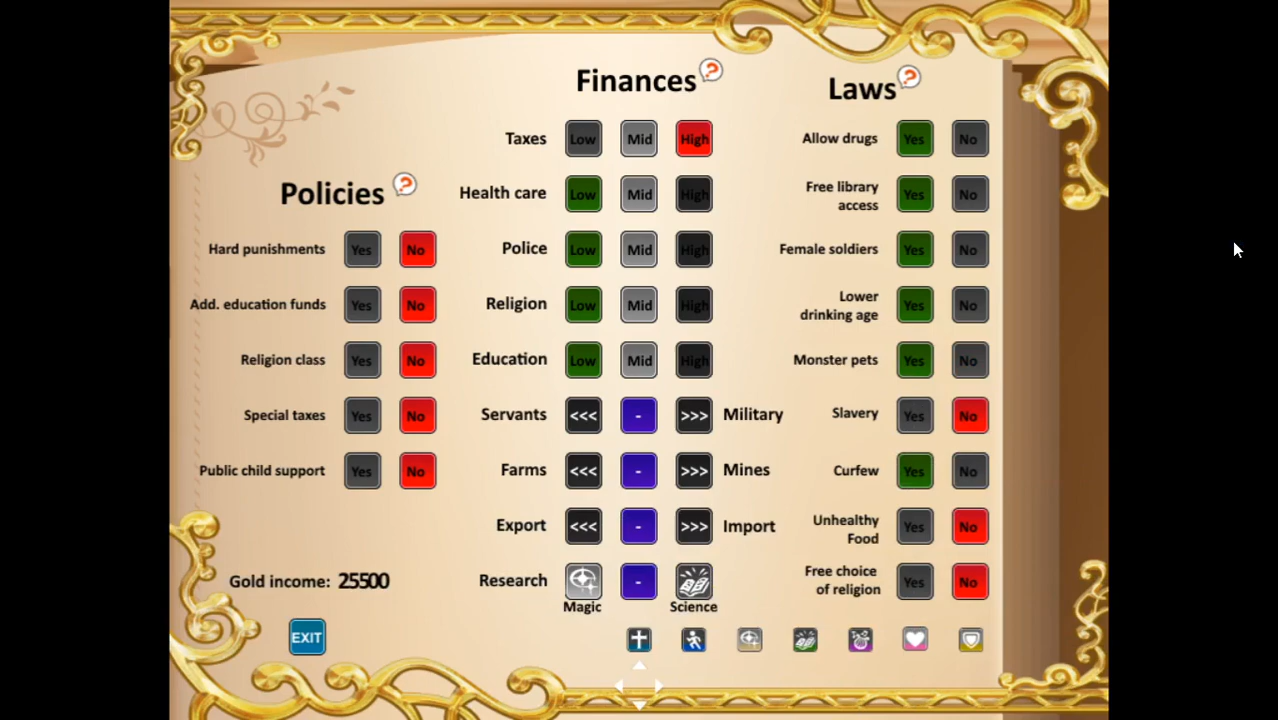 Policies
Hard punishments Yes No
Add. education funds Yes No
Religion class Yes No
Special taxes Yes No
Public child support Yes No
Gold income: 25500
EXIT
Finances
Taxes Low Mid High
Health care Low Mid High
Police Low Mid High
Religion Low Mid High
Education Low Mid High
Servants <<< - >>> Military
Farms <<< - >>> Mines
Export <<< - >>> Import
Research -
Magic Science
Laws
Allow drugs Yes No
Free library
access Yes No
Female soldiers Yes No
Lower
drinking age Yes No
Monster pets Yes No
Slavery Yes No
Curfew Yes No
Unhealthy
Food Yes No
Free choice
of religion Yes No